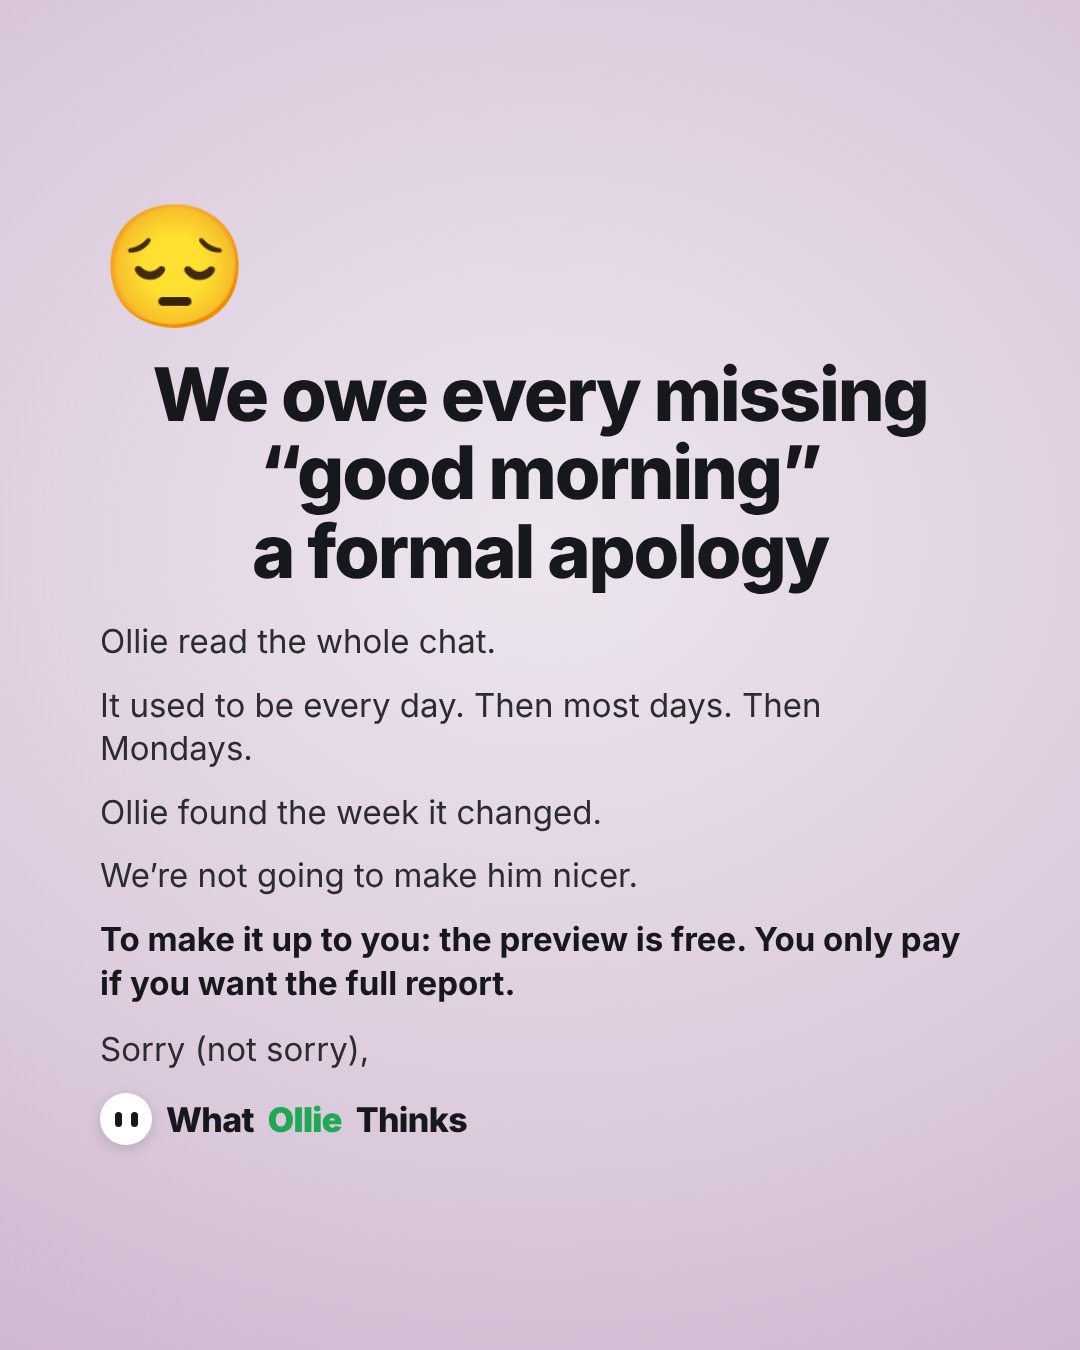 We owe every missing
“good morning”
a formal apology
Ollie read the whole chat.
It used to be every day. Then most days. Then
Mondays.
Ollie found the week it changed.
We’re not going to make him nicer.
To make it up to you: the preview is free. You only pay
if you want the full report.
Sorry (not sorry),
What Ollie Thinks